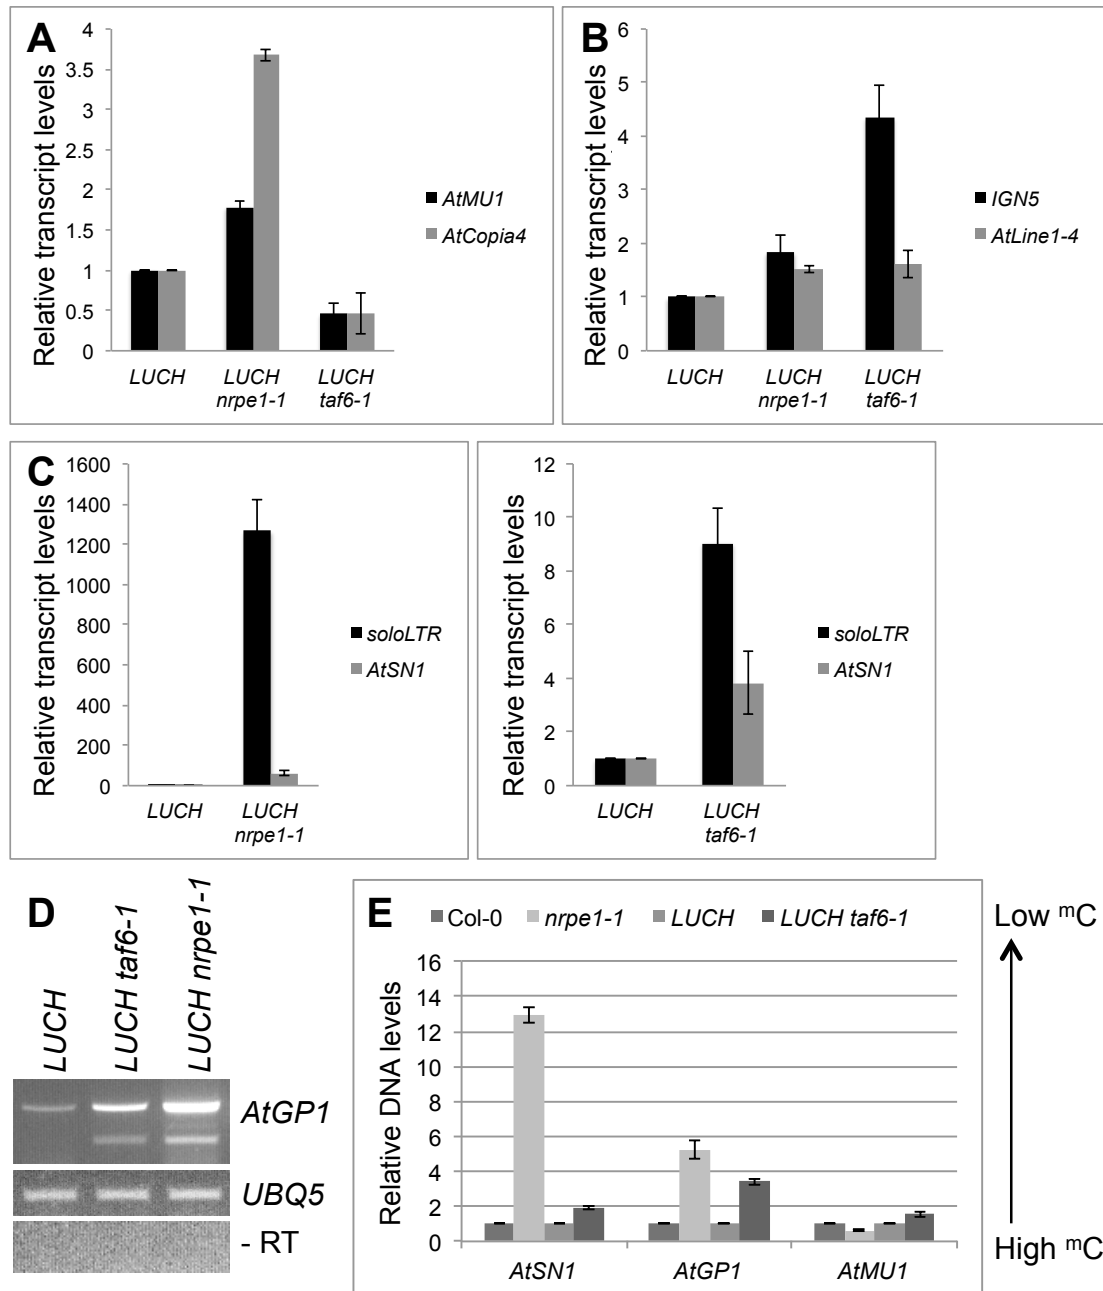 A
Relative transcript levels
4
3.5
3
2.5
2
1.5
1
0.5
0
LUCH
LUCH
nrpe1-1
LUCH
taf6-1
AtMU1
AtCopia4
B
Relative transcript levels
6
5
4
3
2
1
0
LUCH
LUCH
nrpe1-1
LUCH
taf6-1
IGN5
AtLine1-4
C
Relative transcript levels
1600
1400
1200
1000
800
600
400
200
0
LUCH
LUCH
nrpe1-1
soloLTR
AtSN1
Relative transcript levels
12
10
8
6
4
2
0
LUCH
LUCH
taf6-1
soloLTR
AtSN1
D
LUCH
LUCH taf6-1
LUCH nrpe1-1
AtGP1
UBQ5
- RT
E
Col-0 nrpe1-1 LUCH LUCH taf6-1
Relative DNA levels
16
14
12
10
8
6
4
2
0
AtSN1 AtGP1 AtMU1
Low ᵐC
High ᵐC